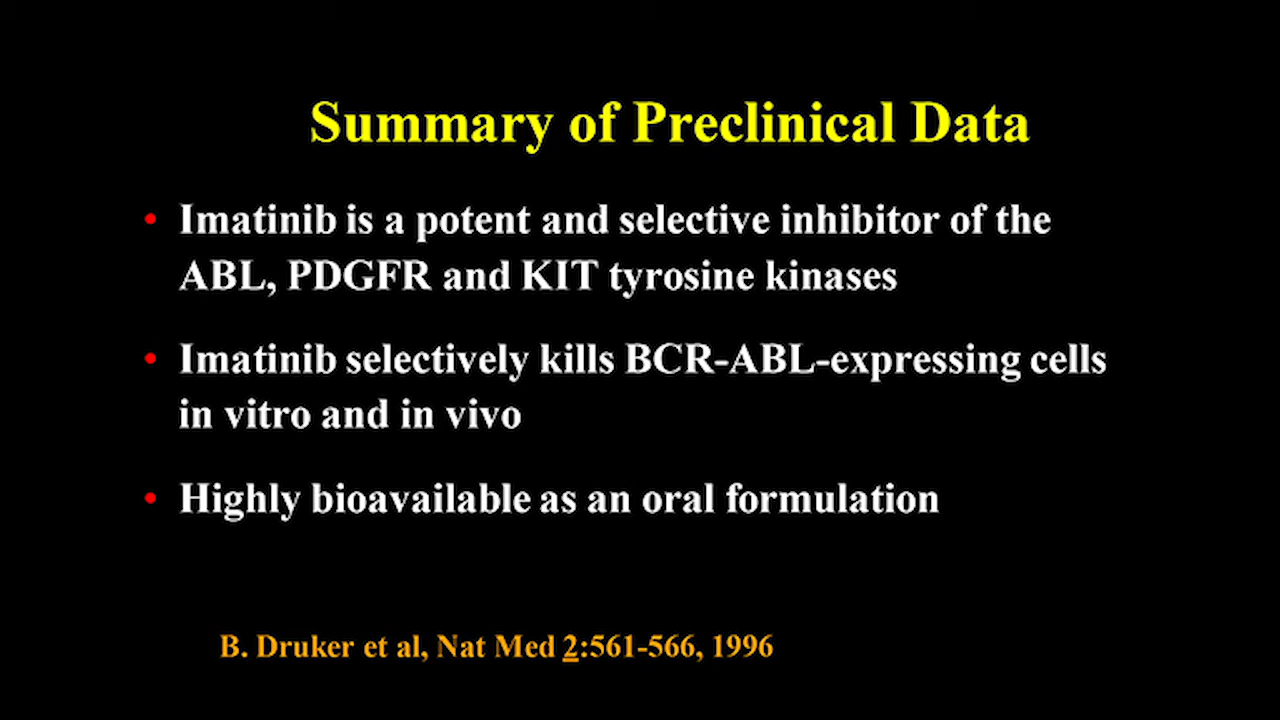 Summary of Preclinical Data
• Imatinib is a potent and selective inhibitor of the
ABL, PDGFR and KIT tyrosine kinases
• Imatinib selectively kills BCR-ABL-expressing cells
in vitro and in vivo
• Highly bioavailable as an oral formulation
B. Druker et al, Nat Med 2:561-566, 1996